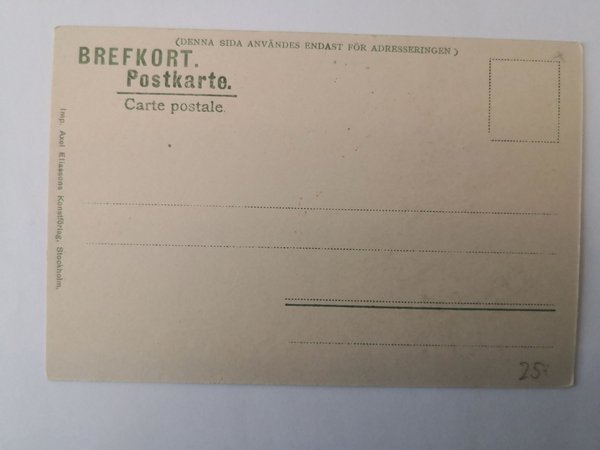 (DENNA SIDA ANVÄNDES ENDAST FÖR ADRESSERINGEN)
BREFKORT.
Postkarte.
Carte postale.
Imp. Axel Eliassons Konstförlag, Stockholm.
25: